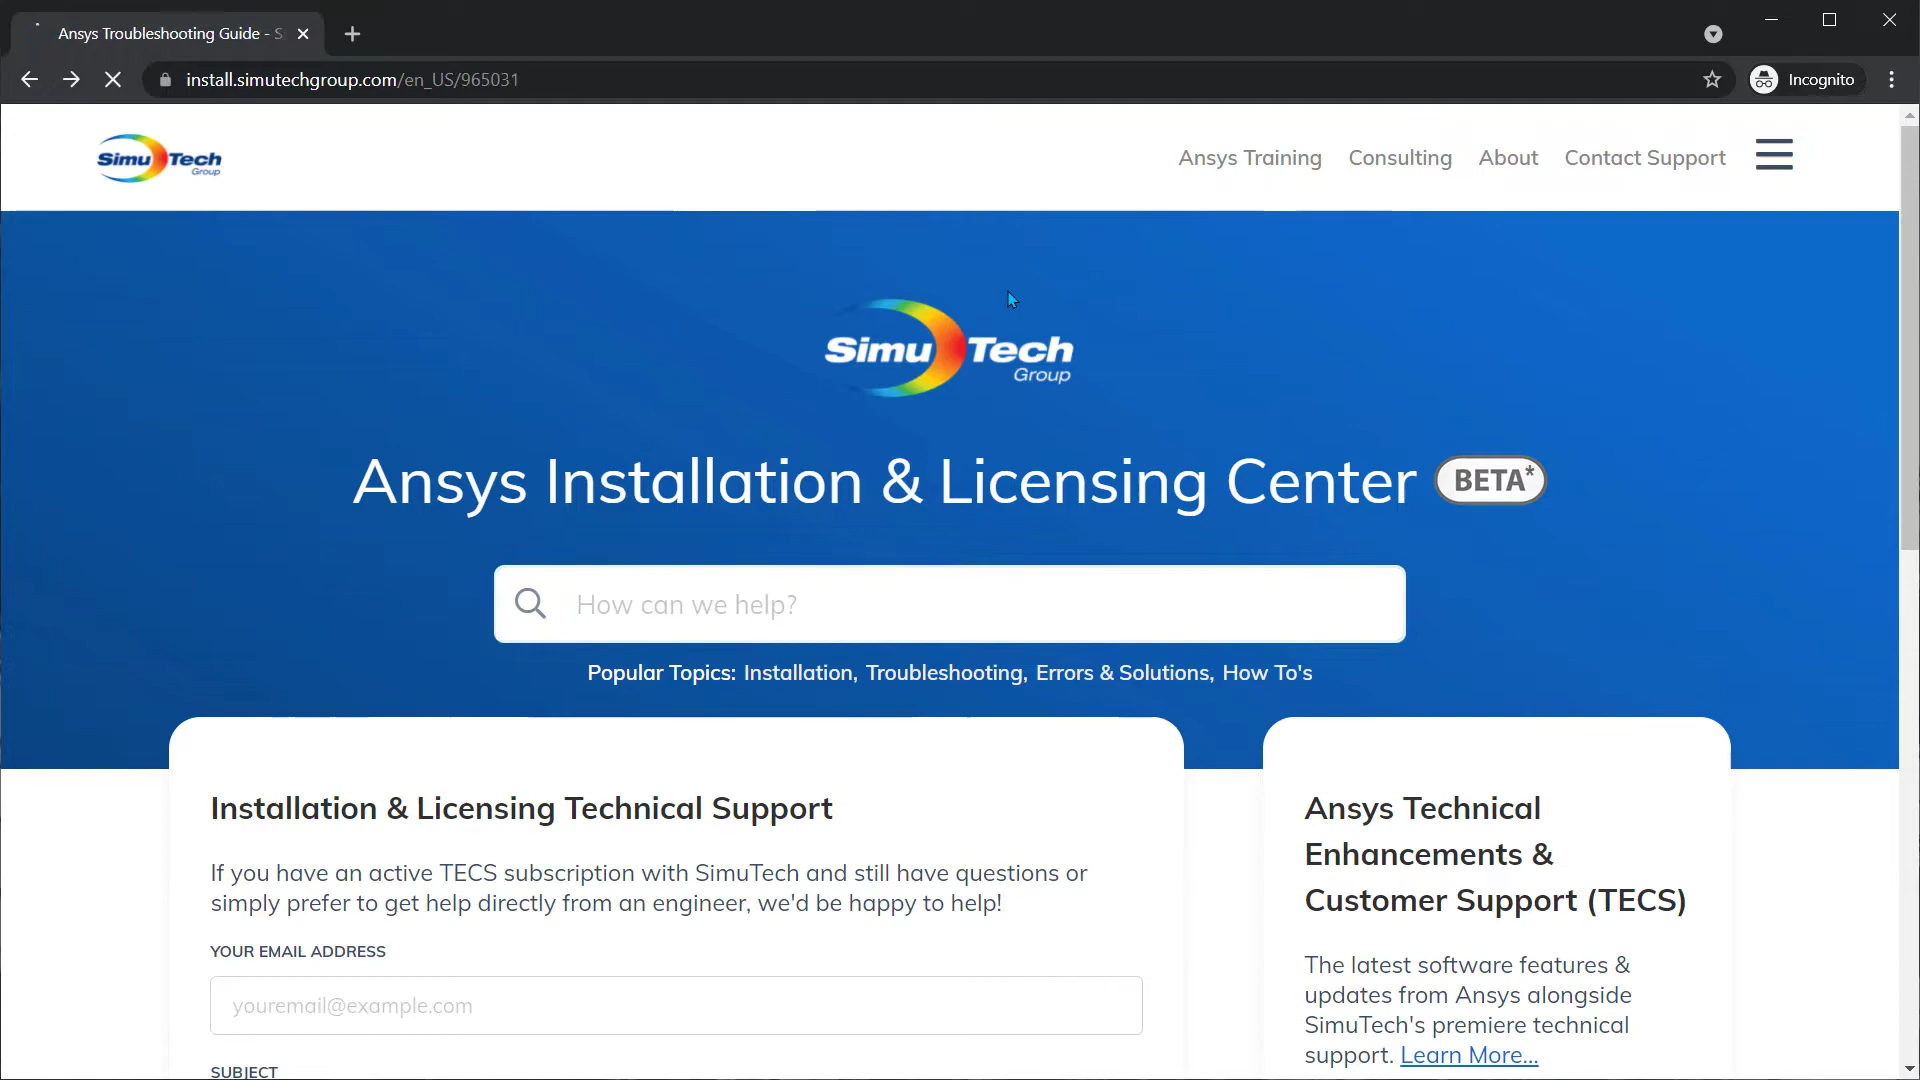 Ansys Troubleshooting Guide - S
install.simutechgroup.com/en_US/965031
Incognito
SimuTech
Group
Ansys Training
Consulting
About
Contact Support
SimuTech
Group
Ansys Installation & Licensing Center BETA*
How can we help?
Popular Topics: Installation, Troubleshooting, Errors & Solutions, How To's
Installation & Licensing Technical Support
If you have an active TECS subscription with SimuTech and still have questions or
simply prefer to get help directly from an engineer, we'd be happy to help!
YOUR EMAIL ADDRESS
youremail@example.com
SUBJECT
Ansys Technical
Enhancements &
Customer Support (TECS)
The latest software features &
updates from Ansys alongside
SimuTech's premiere technical
support. Learn More...